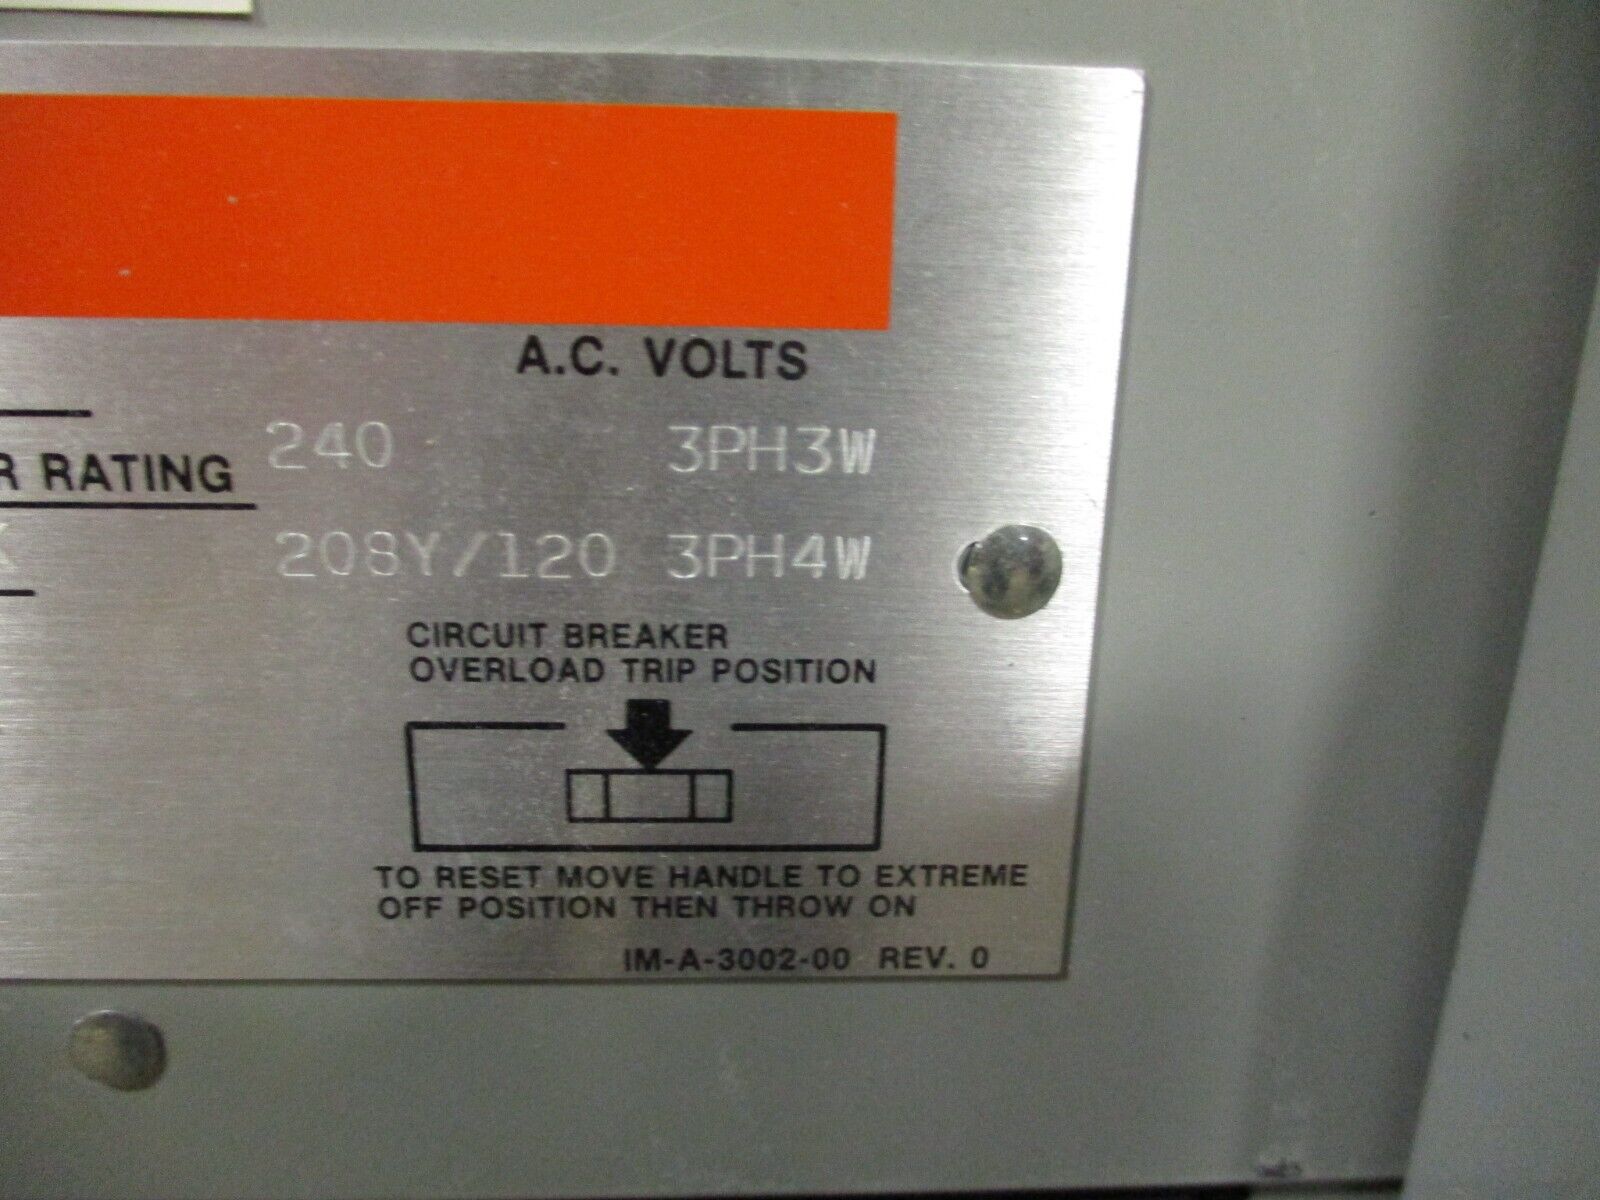 A.C. VOLTS
240 3PH3W
R RATING
208Y/120 3PH4W
CIRCUIT BREAKER
OVERLOAD TRIP POSITION
TO RESET MOVE HANDLE TO EXTREME
OFF POSITION THEN THROW ON
IM-A-3002-00 REV. 0